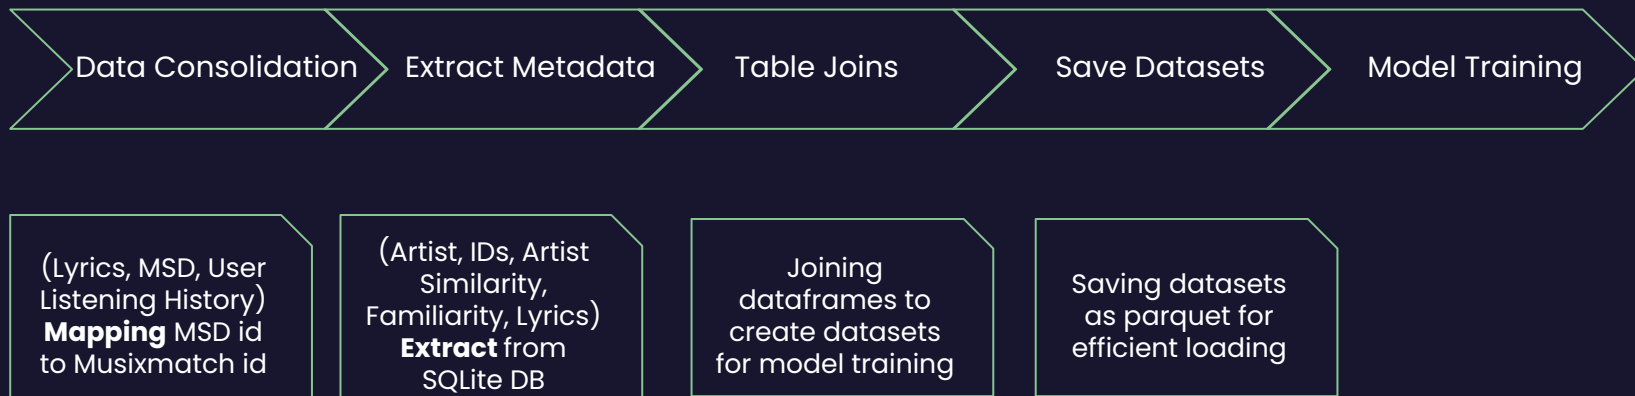 Data Consolidation
Extract Metadata
Table Joins
Save Datasets
Model Training
(Lyrics, MSD, User
Listening History)
Mapping MSD id
to Musixmatch id
(Artist, IDs, Artist
Similarity,
Familiarity, Lyrics)
Extract from
SQLite DB
Joining
dataframes to
create datasets
for model training
Saving datasets
as parquet for
efficient loading